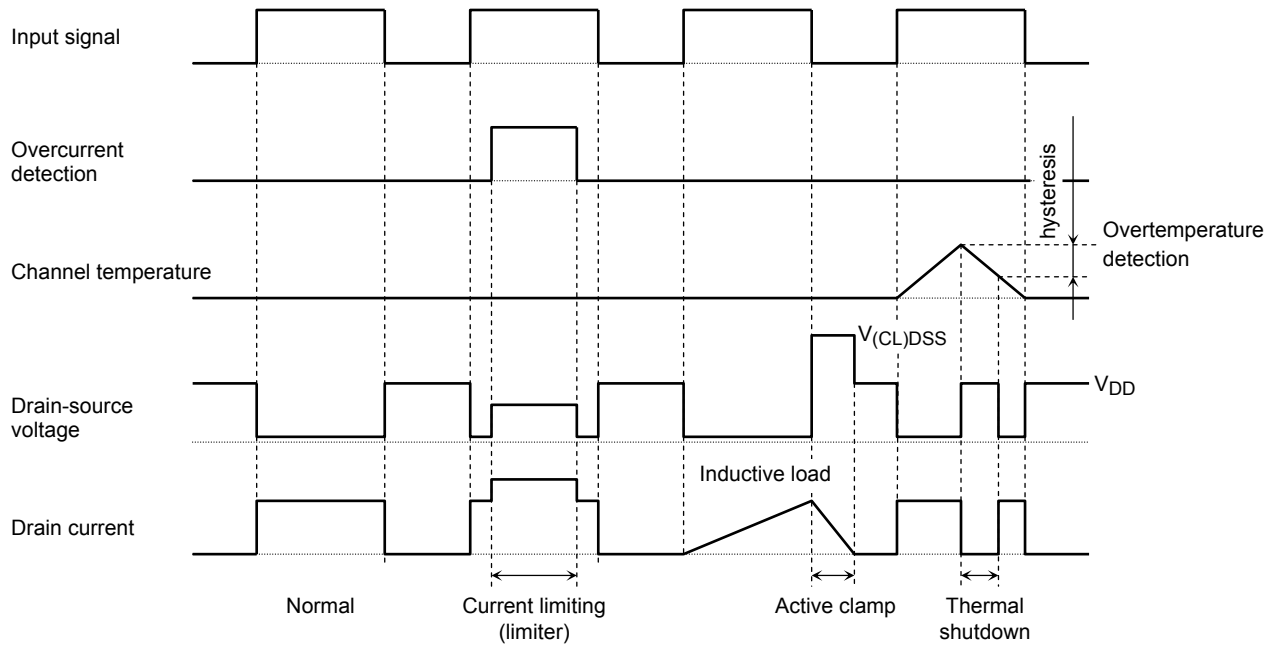 Input signal
Overcurrent
detection
hysteresis
Overtemperature
detection
Channel temperature
V(CL)DSS
VDD
Drain-source
voltage
Inductive load
Drain current
Normal
Current limiting
(limiter)
Active clamp
Thermal
shutdown